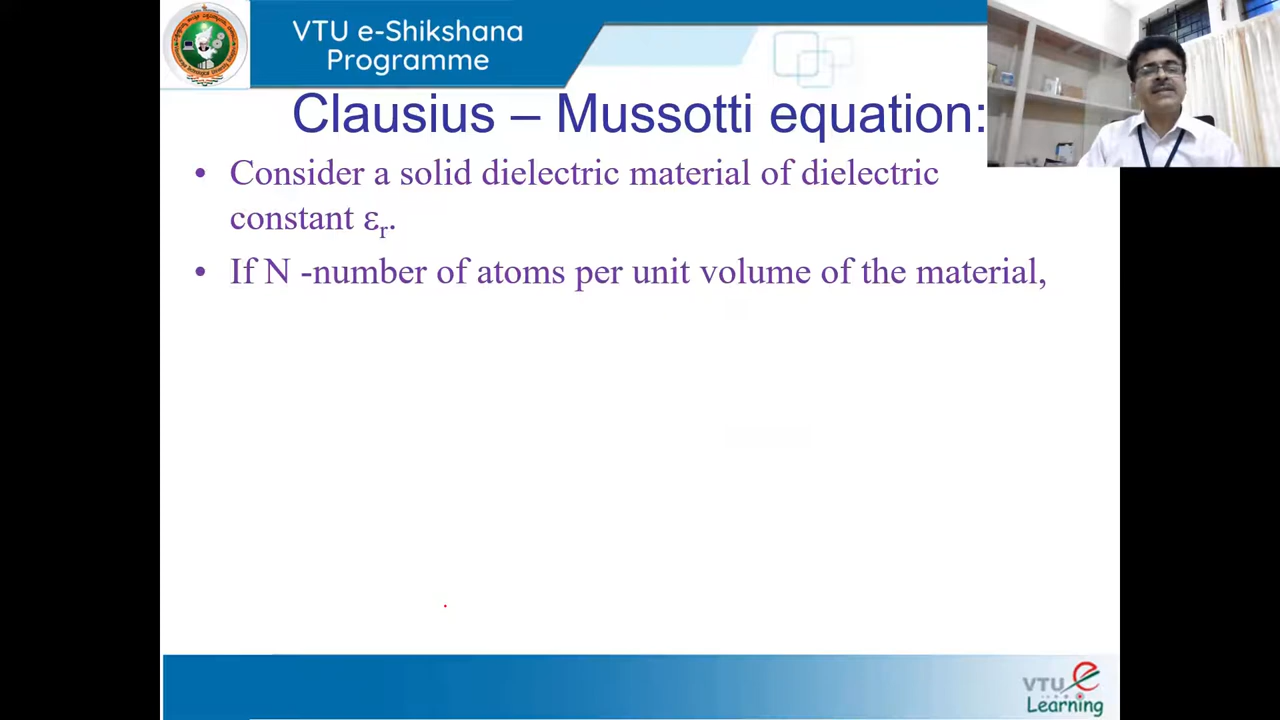 VTU e-Shikshana
Programme
Clausius – Mussotti equation:
• Consider a solid dielectric material of dielectric
constant εr.
• If N -number of atoms per unit volume of the material,
VTU e
Learning